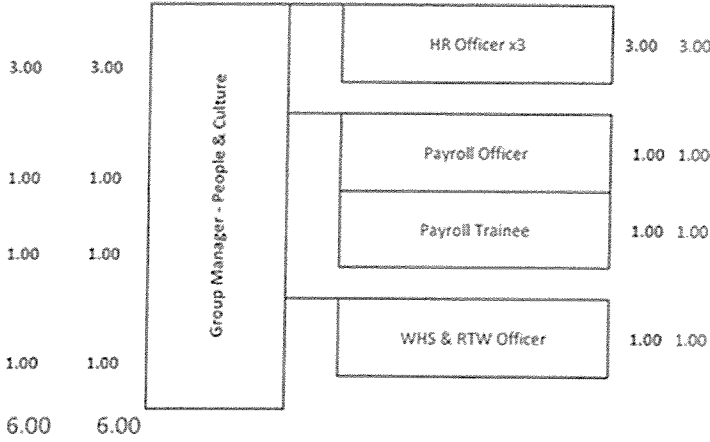 HR Officer x3 3.00 3.00
3.00 3.00
Group Manager - People & Culture
Payroll Officer 1.00 1.00
1.00 1.00
Payroll Trainee 1.00 1.00
1.00 1.00
WHS & RTW Officer 1.00 1.00
1.00 1.00
6.00 6.00